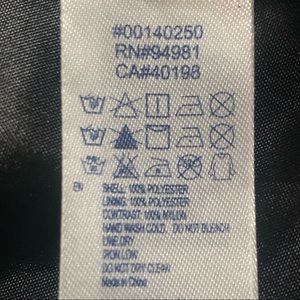 #00140250
RN#94981
CA#40198
EN
SHELL: 100% POLYESTER
LINING: 100% POLYESTER
CONTRAST: 100% NYLON
HAND WASH COLD, DO NOT BLEACH
LINE DRY
IRON LOW
DO NOT DRY CLEAN
Made in China